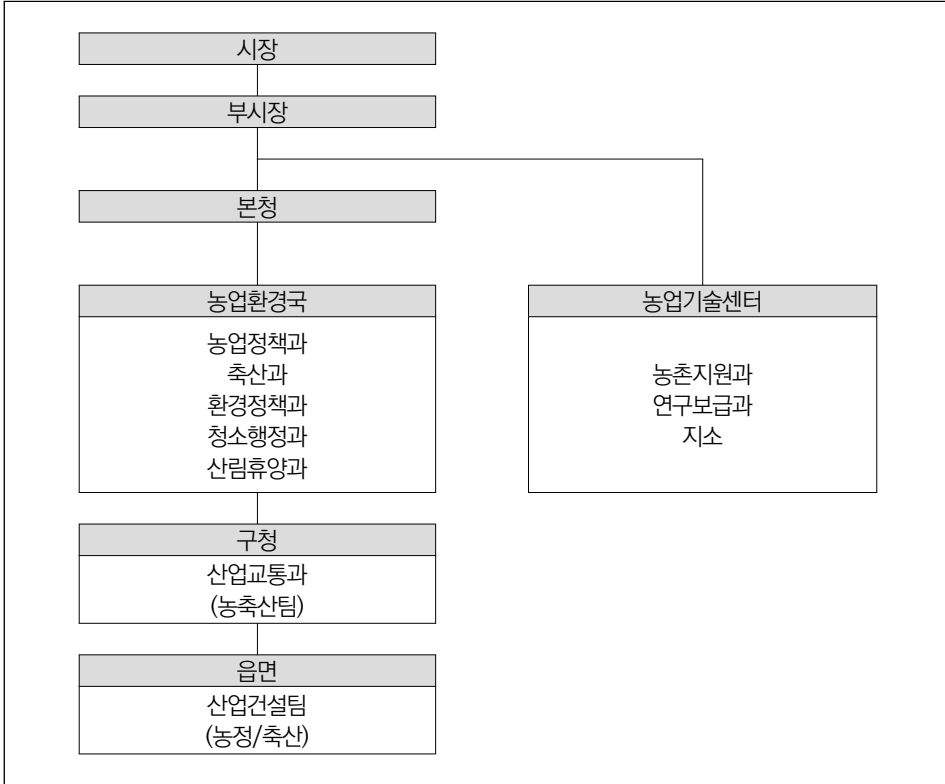 시장
부시장
본청
농업환경국
농업정책과
축산과
환경정책과
청소행정과
산림휴양과
농업기술센터
농촌지원과
연구보급과
지소
구청
산업교통과
(농축산팀)
읍면
산업건설팀
(농정/축산)